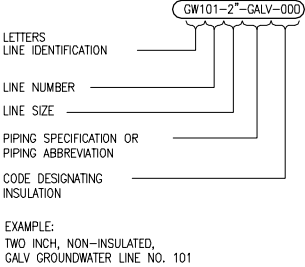 GW101-2"-GALV-000
LETTERS
LINE IDENTIFICATION
LINE NUMBER
LINE SIZE
PIPING SPECIFICATION OR
PIPING ABBREVIATION
CODE DESIGNATING
INSULATION
EXAMPLE:
TWO INCH, NON-INSULATED,
GALV GROUNDWATER LINE NO. 101